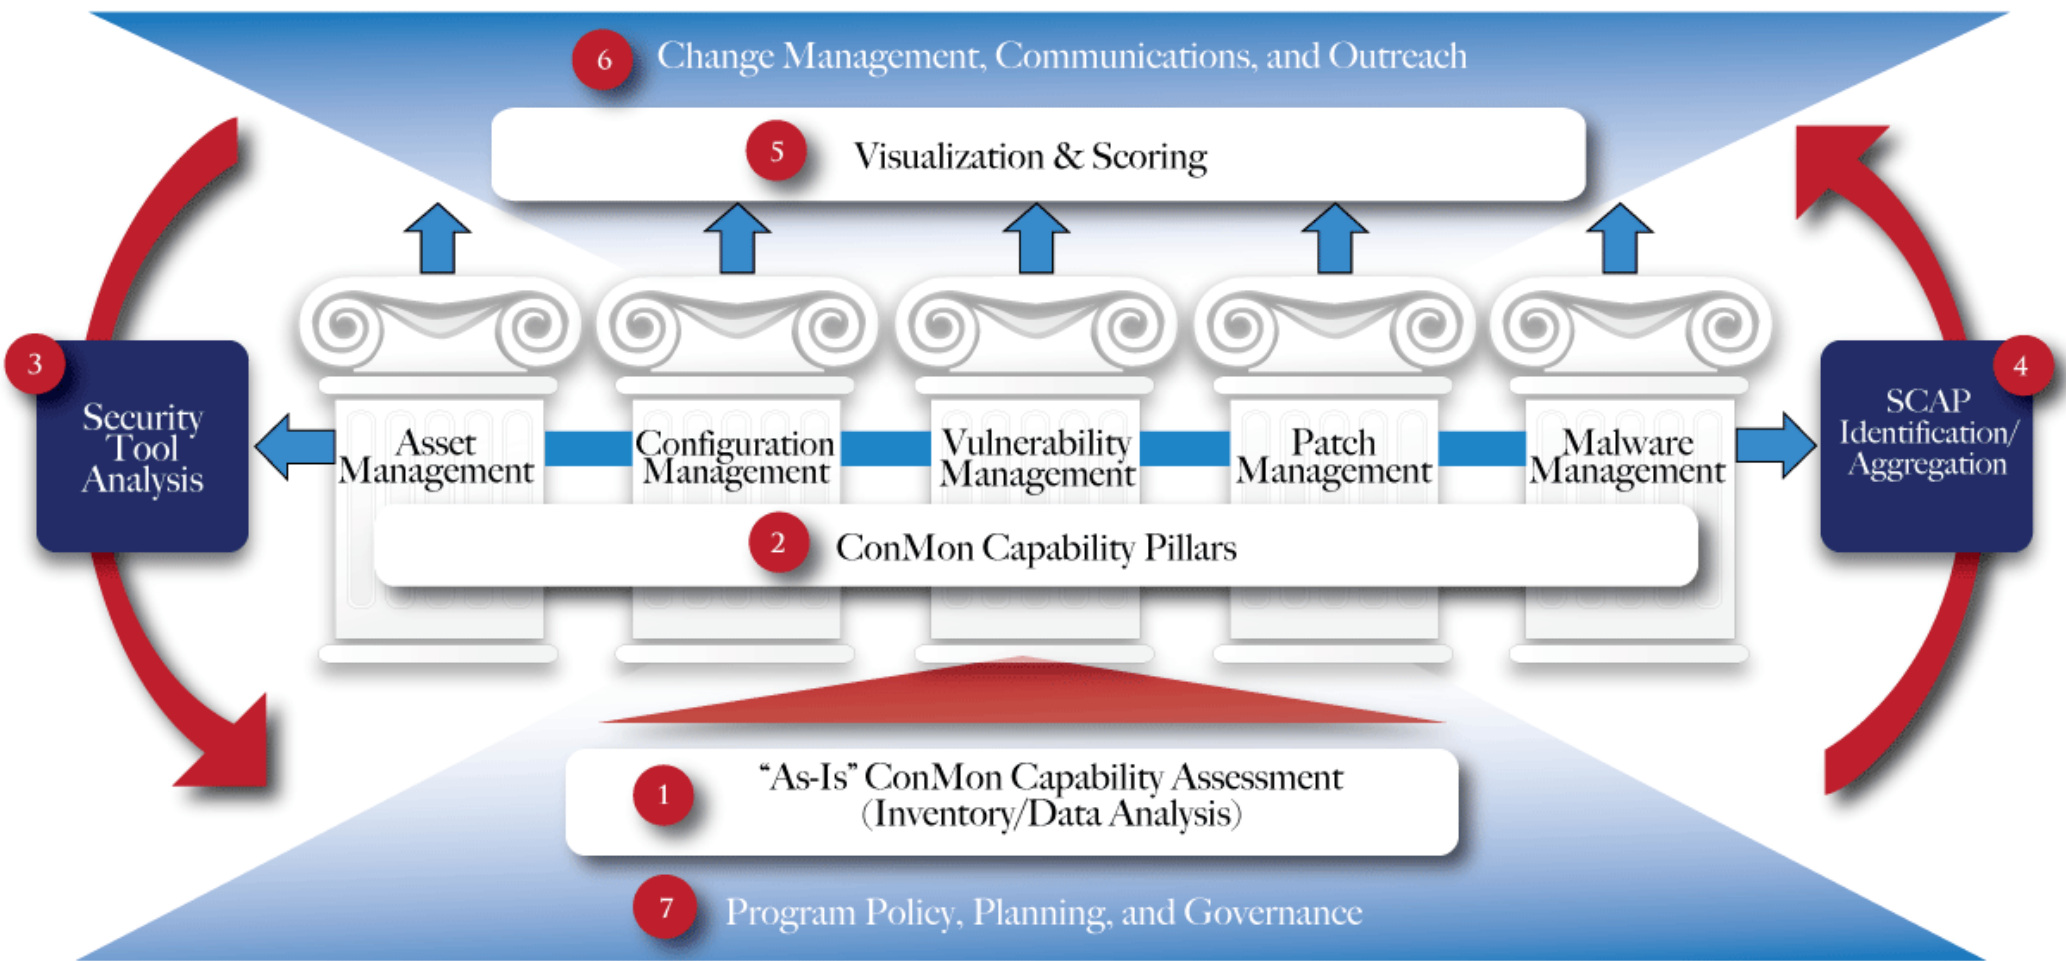 6 Change Management, Communications, and Outreach
5 Visualization & Scoring
3
Security
Tool
Analysis
Asset
Management
Configuration
Management
Vulnerability
Management
Patch
Management
Malware
Management
4
SCAP
Identification/
Aggregation
2 ConMon Capability Pillars
1
“As-Is” ConMon Capability Assessment
(Inventory/Data Analysis)
7 Program Policy, Planning, and Governance